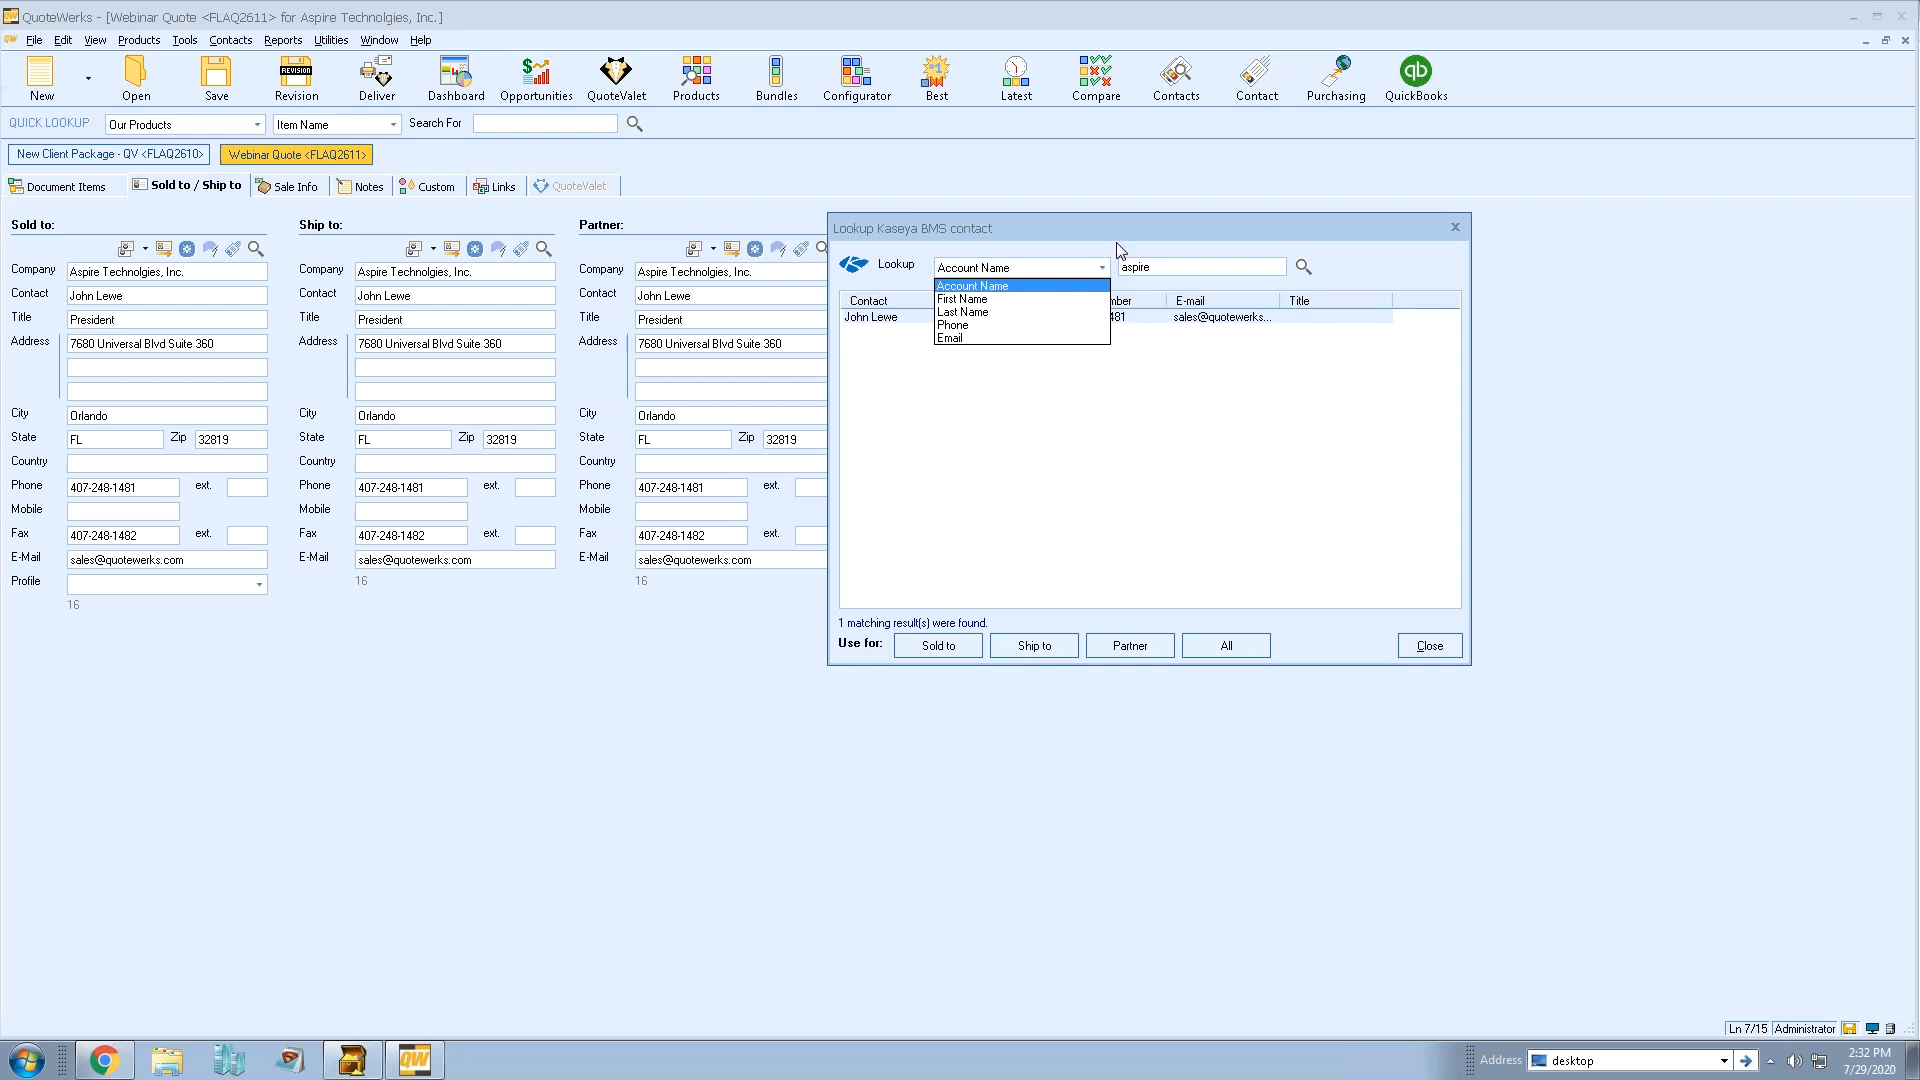 QuoteWerks - [Webinar Quote <FLAQ2611> for Aspire Technolgies, Inc.]
File Edit View Products Tools Contacts Reports Utilities Window Help
REVISION
New Open Save Revision Deliver Dashboard Opportunities QuoteValet Products Bundles Configurator Best Latest Compare Contacts Contact Purchasing QuickBooks
QUICK LOOKUP Our Products Item Name Search For
New Client Package - QV <FLAQ2610> Webinar Quote <FLAQ2611>
Document Items Sold to / Ship to Sale Info Notes Custom Links QuoteValet
Sold to:
Company Aspire Technolgies, Inc.
Contact John Lewe
Title President
Address 7680 Universal Blvd Suite 360
City Orlando
State FL Zip 32819
Country
Phone 407-248-1481 ext.
Mobile
Fax 407-248-1482 ext.
E-Mail sales@quotewerks.com
Profile
16
Ship to:
Company Aspire Technolgies, Inc.
Contact John Lewe
Title President
Address 7680 Universal Blvd Suite 360
City Orlando
State FL Zip 32819
Country
Phone 407-248-1481 ext.
Mobile
Fax 407-248-1482 ext.
E-Mail sales@quotewerks.com
16
Partner:
Company Aspire Technolgies, Inc.
Contact John Lewe
Title President
Address 7680 Universal Blvd Suite 360
City Orlando
State FL Zip 32819
Country
Phone 407-248-1481 ext.
Mobile
Fax 407-248-1482 ext.
E-Mail sales@quotewerks.com
16
Lookup Kaseya BMS contact
Lookup Account Name aspire
Account Name
First Name
Last Name
Phone
Email
Contact mber E-mail Title
John Lewe 481 sales@quotewerks...
1 matching result(s) were found.
Use for: Sold to Ship to Partner All Close
Ln 7/15 Administrator
Address desktop
2:32 PM
7/29/2020